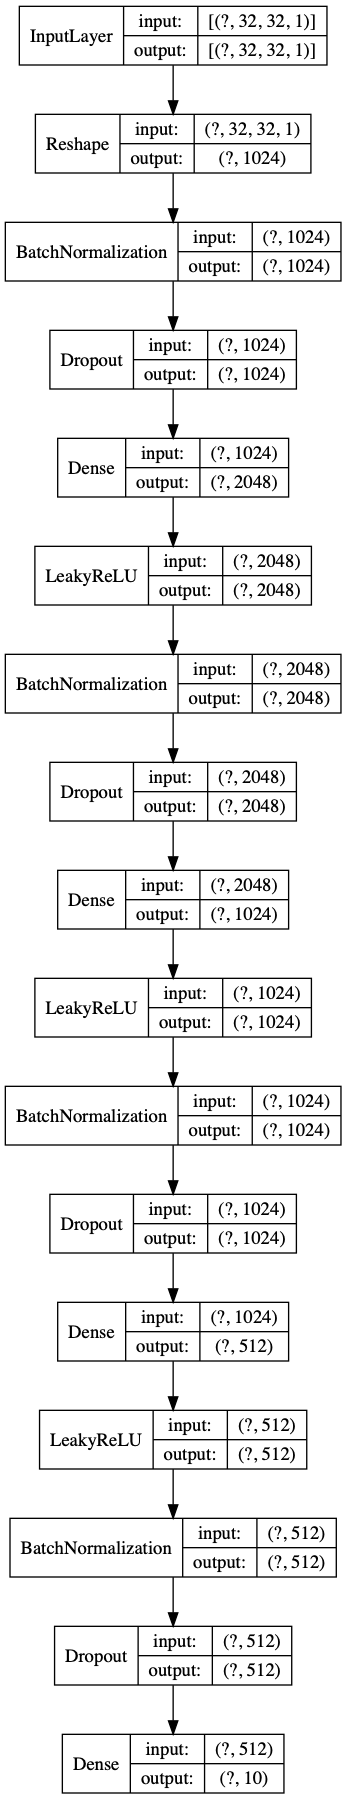 InputLayer
input: [(?, 32, 32, 1)]
output: [(?, 32, 32, 1)]
Reshape
input: (?, 32, 32, 1)
output: (?, 1024)
BatchNormalization
input: (?, 1024)
output: (?, 1024)
Dropout
input: (?, 1024)
output: (?, 1024)
Dense
input: (?, 1024)
output: (?, 2048)
LeakyReLU
input: (?, 2048)
output: (?, 2048)
BatchNormalization
input: (?, 2048)
output: (?, 2048)
Dropout
input: (?, 2048)
output: (?, 2048)
Dense
input: (?, 2048)
output: (?, 1024)
LeakyReLU
input: (?, 1024)
output: (?, 1024)
BatchNormalization
input: (?, 1024)
output: (?, 1024)
Dropout
input: (?, 1024)
output: (?, 1024)
Dense
input: (?, 1024)
output: (?, 512)
LeakyReLU
input: (?, 512)
output: (?, 512)
BatchNormalization
input: (?, 512)
output: (?, 512)
Dropout
input: (?, 512)
output: (?, 512)
Dense
input: (?, 512)
output: (?, 10)